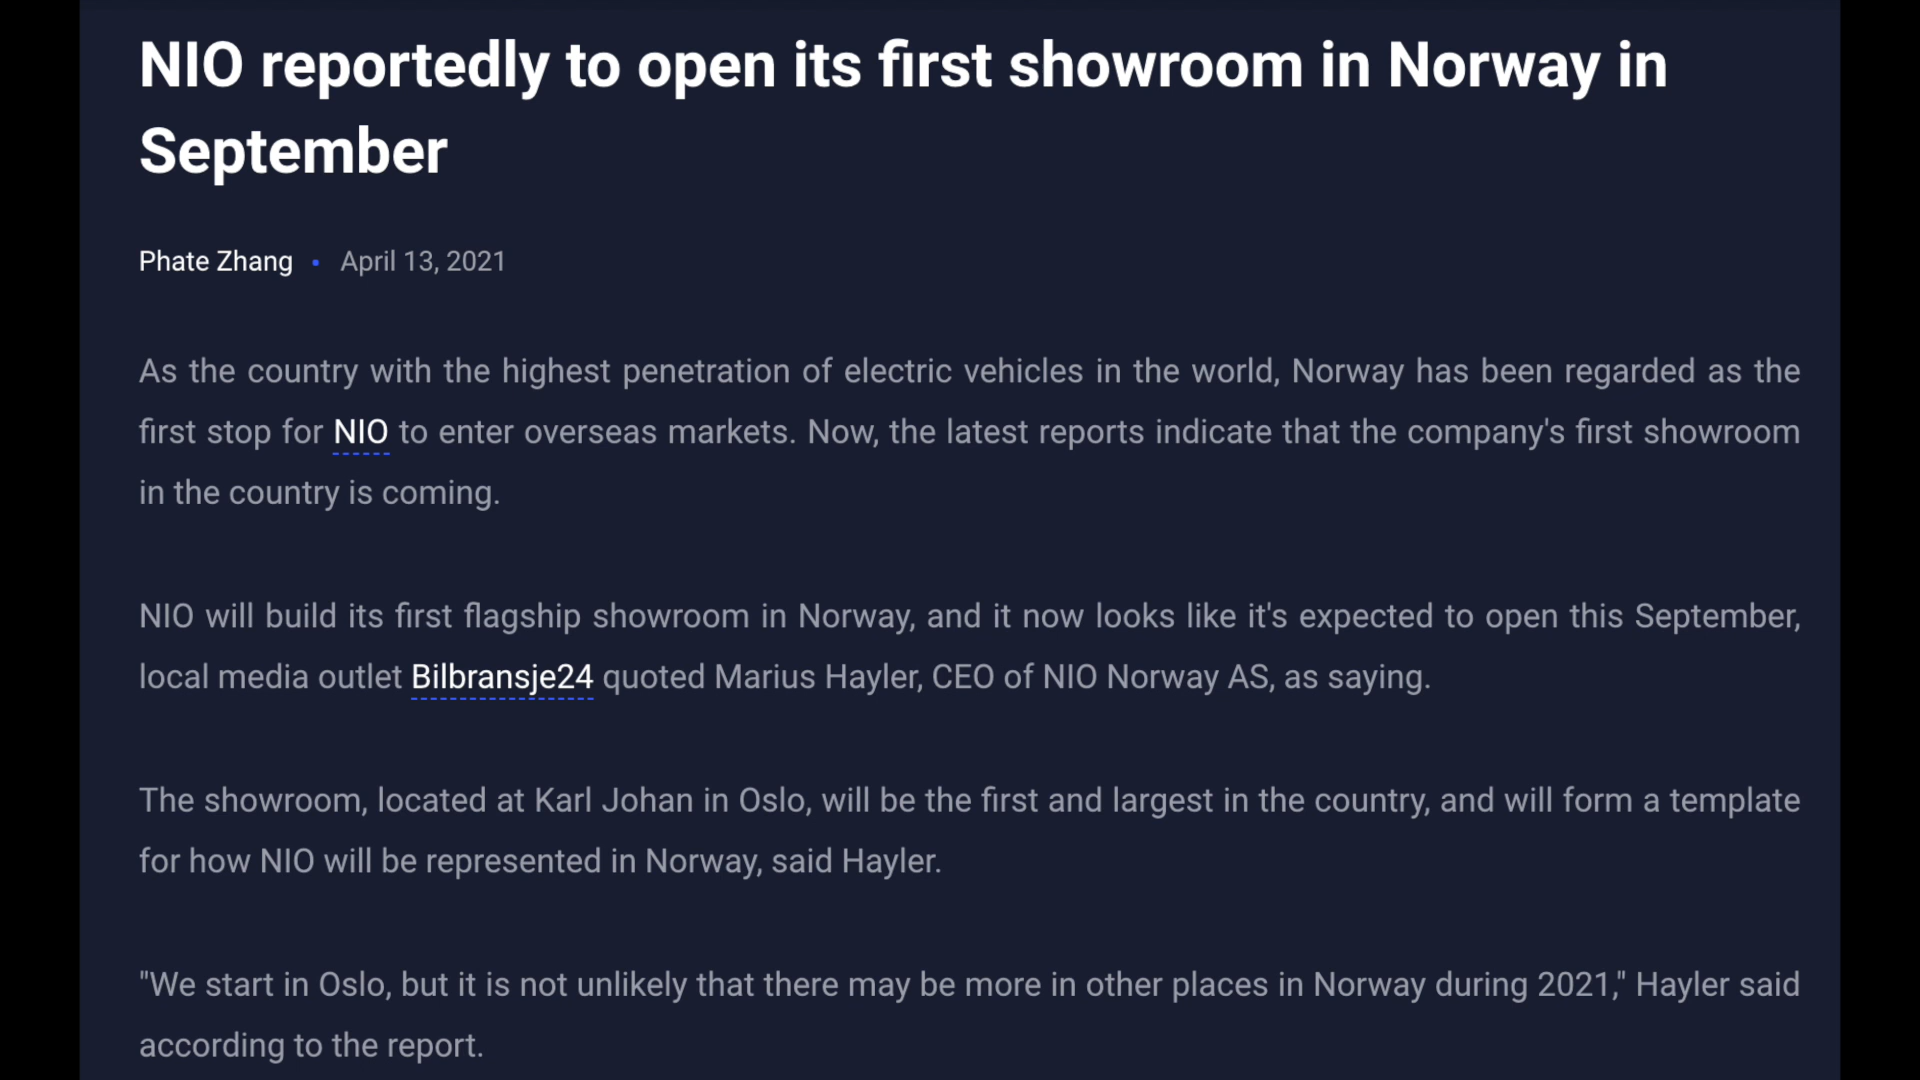 NIO reportedly to open its first showroom in Norway in
September
Phate Zhang • April 13, 2021
As the country with the highest penetration of electric vehicles in the world, Norway has been regarded as the
first stop for NIO to enter overseas markets. Now, the latest reports indicate that the company's first showroom
in the country is coming.
NIO will build its first flagship showroom in Norway, and it now looks like it's expected to open this September,
local media outlet Bilbransje24 quoted Marius Hayler, CEO of NIO Norway AS, as saying.
The showroom, located at Karl Johan in Oslo, will be the first and largest in the country, and will form a template
for how NIO will be represented in Norway, said Hayler.
"We start in Oslo, but it is not unlikely that there may be more in other places in Norway during 2021," Hayler said
according to the report.